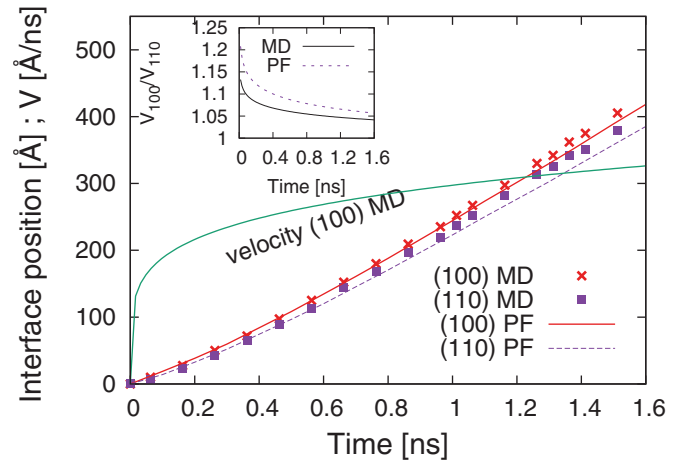 Interface position [Å] ; V [Å/ns]
500
400
300
200
100
0
0
0.2
0.4
0.6
0.8
1
1.2
1.4
1.6
Time [ns]
velocity (100) MD
(100) MD
(110) MD
(100) PF
(110) PF
V100/V110
1.25
1.2
1.15
1.1
1.05
1
0
0.4
0.8
1.2
1.6
Time [ns]
MD
PF